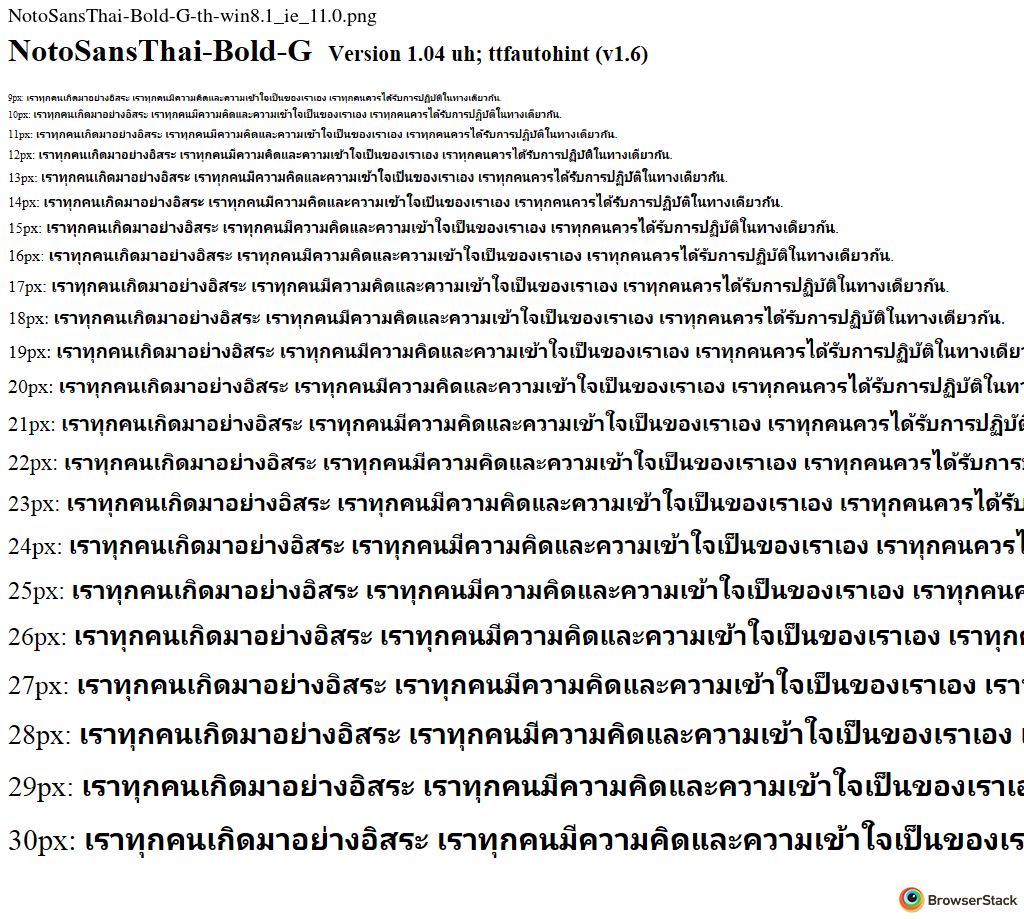 NotoSansThai-Bold-G-th-win8.1_ie_11.0.png
NotoSansThai-Bold-G Version 1.04 uh; ttfautohint (v1.6)
9px: เราทุกคนเกิดมาอย่างอิสระ เราทุกคนมีความคิดและความเข้าใจเป็นของเราเอง เราทุกคนควรได้รับการปฏิบัติในทางเดียวกัน.
10px: เราทุกคนเกิดมาอย่างอิสระ เราทุกคนมีความคิดและความเข้าใจเป็นของเราเอง เราทุกคนควรได้รับการปฏิบัติในทางเดียวกัน.
11px: เราทุกคนเกิดมาอย่างอิสระ เราทุกคนมีความคิดและความเข้าใจเป็นของเราเอง เราทุกคนควรได้รับการปฏิบัติในทางเดียวกัน.
12px: เราทุกคนเกิดมาอย่างอิสระ เราทุกคนมีความคิดและความเข้าใจเป็นของเราเอง เราทุกคนควรได้รับการปฏิบัติในทางเดียวกัน.
13px: เราทุกคนเกิดมาอย่างอิสระ เราทุกคนมีความคิดและความเข้าใจเป็นของเราเอง เราทุกคนควรได้รับการปฏิบัติในทางเดียวกัน.
14px: เราทุกคนเกิดมาอย่างอิสระ เราทุกคนมีความคิดและความเข้าใจเป็นของเราเอง เราทุกคนควรได้รับการปฏิบัติในทางเดียวกัน.
15px: เราทุกคนเกิดมาอย่างอิสระ เราทุกคนมีความคิดและความเข้าใจเป็นของเราเอง เราทุกคนควรได้รับการปฏิบัติในทางเดียวกัน.
16px: เราทุกคนเกิดมาอย่างอิสระ เราทุกคนมีความคิดและความเข้าใจเป็นของเราเอง เราทุกคนควรได้รับการปฏิบัติในทางเดียวกัน.
17px: เราทุกคนเกิดมาอย่างอิสระ เราทุกคนมีความคิดและความเข้าใจเป็นของเราเอง เราทุกคนควรได้รับการปฏิบัติในทางเดียวกัน.
18px: เราทุกคนเกิดมาอย่างอิสระ เราทุกคนมีความคิดและความเข้าใจเป็นของเราเอง เราทุกคนควรได้รับการปฏิบัติในทางเดียวกัน.
19px: เราทุกคนเกิดมาอย่างอิสระ เราทุกคนมีความคิดและความเข้าใจเป็นของเราเอง เราทุกคนควรได้รับการปฏิบัติในทางเดีย
20px: เราทุกคนเกิดมาอย่างอิสระ เราทุกคนมีความคิดและความเข้าใจเป็นของเราเอง เราทุกคนควรได้รับการปฏิบัติในท
21px: เราทุกคนเกิดมาอย่างอิสระ เราทุกคนมีความคิดและความเข้าใจเป็นของเราเอง เราทุกคนควรได้รับการปฏิบัติ
22px: เราทุกคนเกิดมาอย่างอิสระ เราทุกคนมีความคิดและความเข้าใจเป็นของเราเอง เราทุกคนควรได้รับการ
23px: เราทุกคนเกิดมาอย่างอิสระ เราทุกคนมีความคิดและความเข้าใจเป็นของเราเอง เราทุกคนควรได้รับ
24px: เราทุกคนเกิดมาอย่างอิสระ เราทุกคนมีความคิดและความเข้าใจเป็นของเราเอง เราทุกคนควรไ
25px: เราทุกคนเกิดมาอย่างอิสระ เราทุกคนมีความคิดและความเข้าใจเป็นของเราเอง เราทุกคนค
26px: เราทุกคนเกิดมาอย่างอิสระ เราทุกคนมีความคิดและความเข้าใจเป็นของเราเอง เราทุก
27px: เราทุกคนเกิดมาอย่างอิสระ เราทุกคนมีความคิดและความเข้าใจเป็นของเราเอง เรา
28px: เราทุกคนเกิดมาอย่างอิสระ เราทุกคนมีความคิดและความเข้าใจเป็นของเราเอง เ
29px: เราทุกคนเกิดมาอย่างอิสระ เราทุกคนมีความคิดและความเข้าใจเป็นของเราเอ
30px: เราทุกคนเกิดมาอย่างอิสระ เราทุกคนมีความคิดและความเข้าใจเป็นของเร
BrowserStack